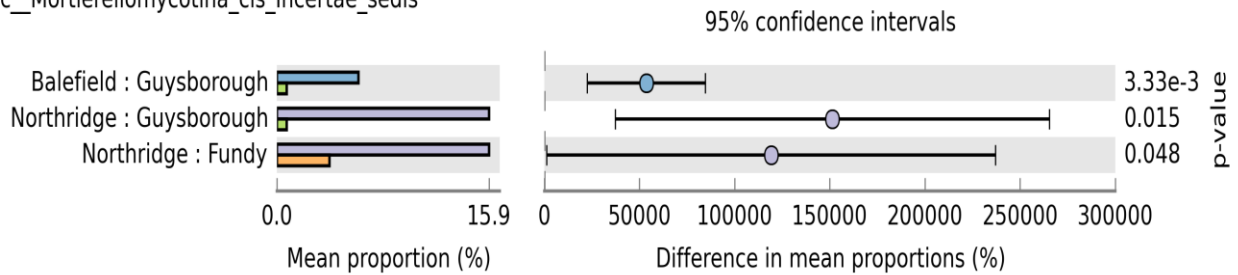 c__Mortierellomycotina_cls_Incertae_sedis
95% confidence intervals
Balefield : Guysborough
3.33e-3
Northridge : Guysborough
0.015
Northridge : Fundy
0.048
p-value
0.0
15.9
0
50000
100000
150000
200000
250000
300000
Mean proportion (%)
Difference in mean proportions (%)